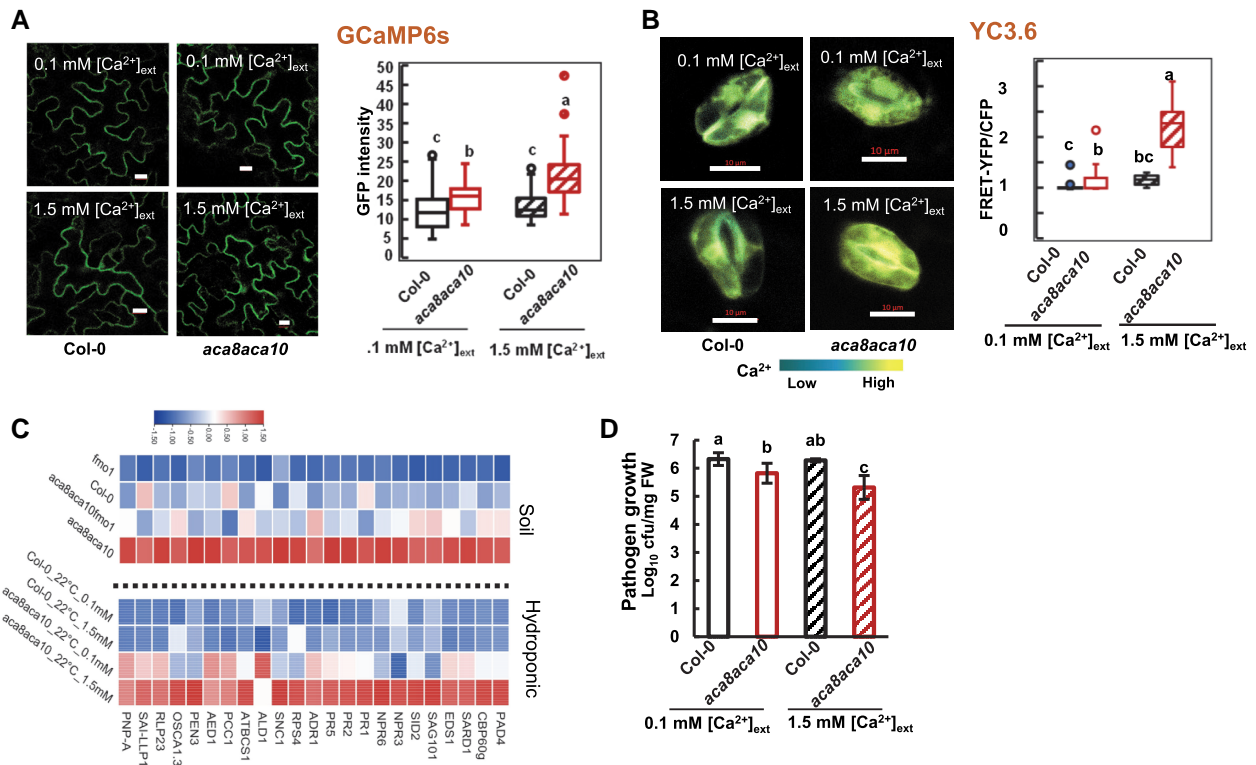 A
GCaMP6s
0.1 mM [Ca2+]ext
0.1 mM [Ca2+]ext
1.5 mM [Ca2+]ext
1.5 mM [Ca2+]ext
Col-0
aca8aca10
GFP intensity
50
45
40
35
30
25
20
15
10
5
0
c
b
c
a
Col-0
aca8aca10
Col-0
aca8aca10
.1 mM [Ca2+]ext
1.5 mM [Ca2+]ext
B
YC3.6
0.1 mM [Ca2+]ext
0.1 mM [Ca2+]ext
10 µm
10 µm
1.5 mM [Ca2+]ext
1.5 mM [Ca2+]ext
10 µm
10 µm
Col-0
aca8aca10
Ca2+
Low
High
FRET-YFP/CFP
3
2
1
0
c
b
bc
a
Col-0
aca8aca10
Col-0
aca8aca10
0.1 mM [Ca2+]ext
1.5 mM [Ca2+]ext
C
-1.50
-1.00
-0.50
0.00
0.50
1.00
1.50
fmo1
Col-0
aca8aca10fmo1
aca8aca10
Soil
Col-0_22°C_0.1mM
Col-0_22°C_1.5mM
aca8aca10_22°C_0.1mM
aca8aca10_22°C_1.5mM
Hydroponic
PNP-A
SAI-LLP1
RLP23
OSCA1.3
PEN3
AED1
PCC1
ATBCS1
ALD1
SNC1
RPS4
ADR1
PR5
PR2
PR1
NPR6
NPR3
SID2
SAG101
EDS1
SARD1
CBP60g
PAD4
D
Pathogen growth
Log10 cfu/mg FW
7
6
5
4
3
2
1
0
a
b
ab
c
Col-0
aca8aca10
Col-0
aca8aca10
0.1 mM [Ca2+]ext
1.5 mM [Ca2+]ext